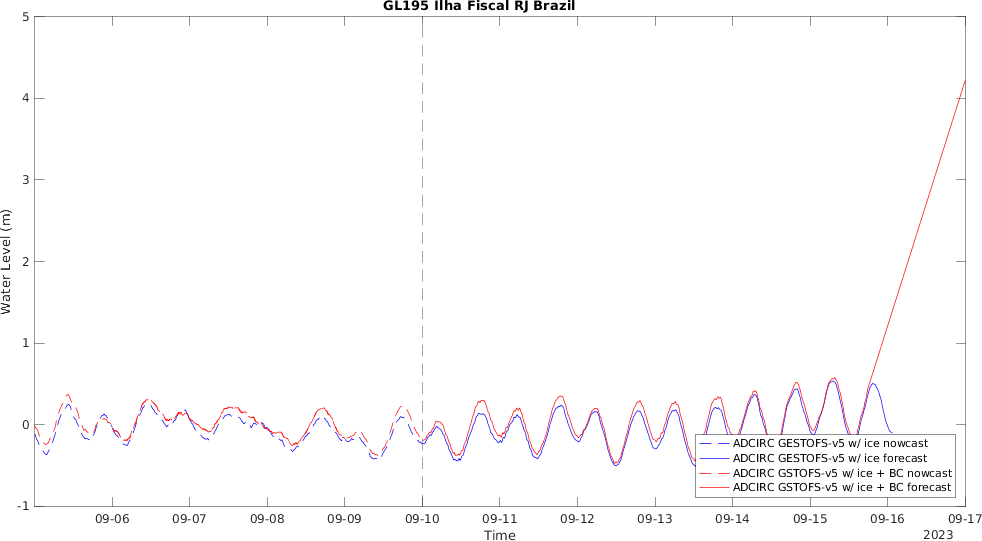 GL195 Ilha Fiscal RJ Brazil
5
4
3
2
1
0
-1
Water Level (m)
ADCIRC GESTOFS-v5 w/ ice nowcast
ADCIRC GESTOFS-v5 w/ ice forecast
ADCIRC GSTOFS-v5 w/ ice + BC nowcast
ADCIRC GSTOFS-v5 w/ ice + BC forecast
09-06 09-07 09-08 09-09 09-10 09-11 09-12 09-13 09-14 09-15 09-16 09-17
Time
2023